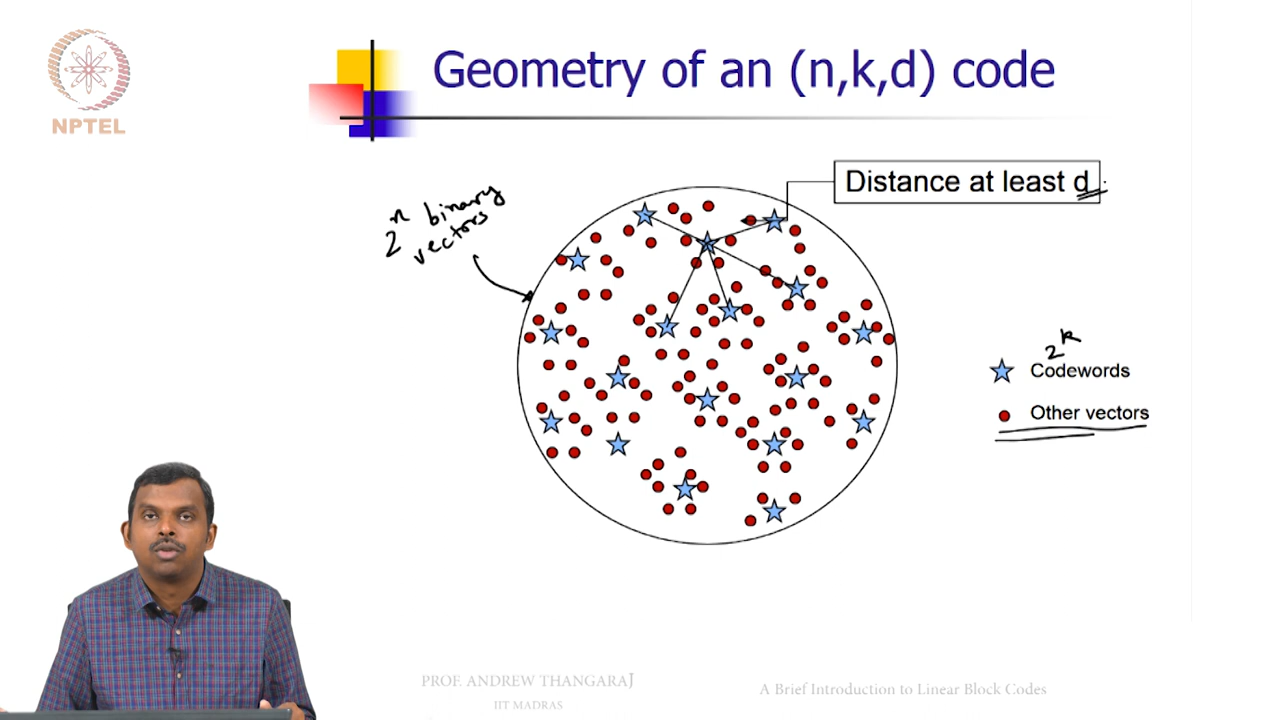 NPTEL
Geometry of an (n,k,d) code
Distance at least d
2^n binary
vectors
2^k
Codewords
Other vectors
PROF. ANDREW THANGARAJ
IIT MADRAS
A Brief Introduction to Linear Block Codes